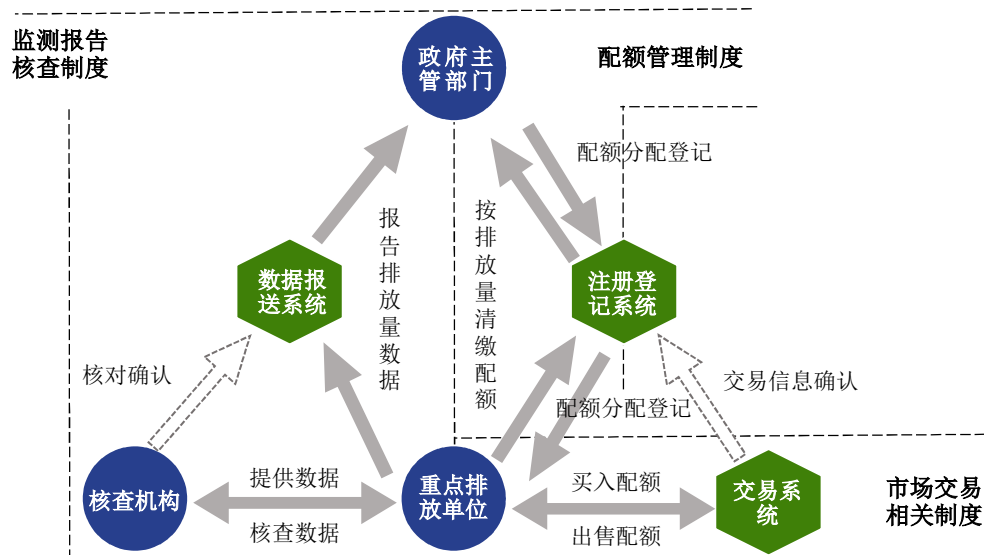 监测报告
核查制度
政府主
管部门
配额管理制度
配额分配登记
报告排放量数据
按排放量清缴配额
数据报
送系统
注册登
记系统
核对确认
交易信息确认
配额分配登记
提供数据
核查机构
重点排
放单位
买入配额
交易系
统
市场交易
相关制度
核查数据
出售配额